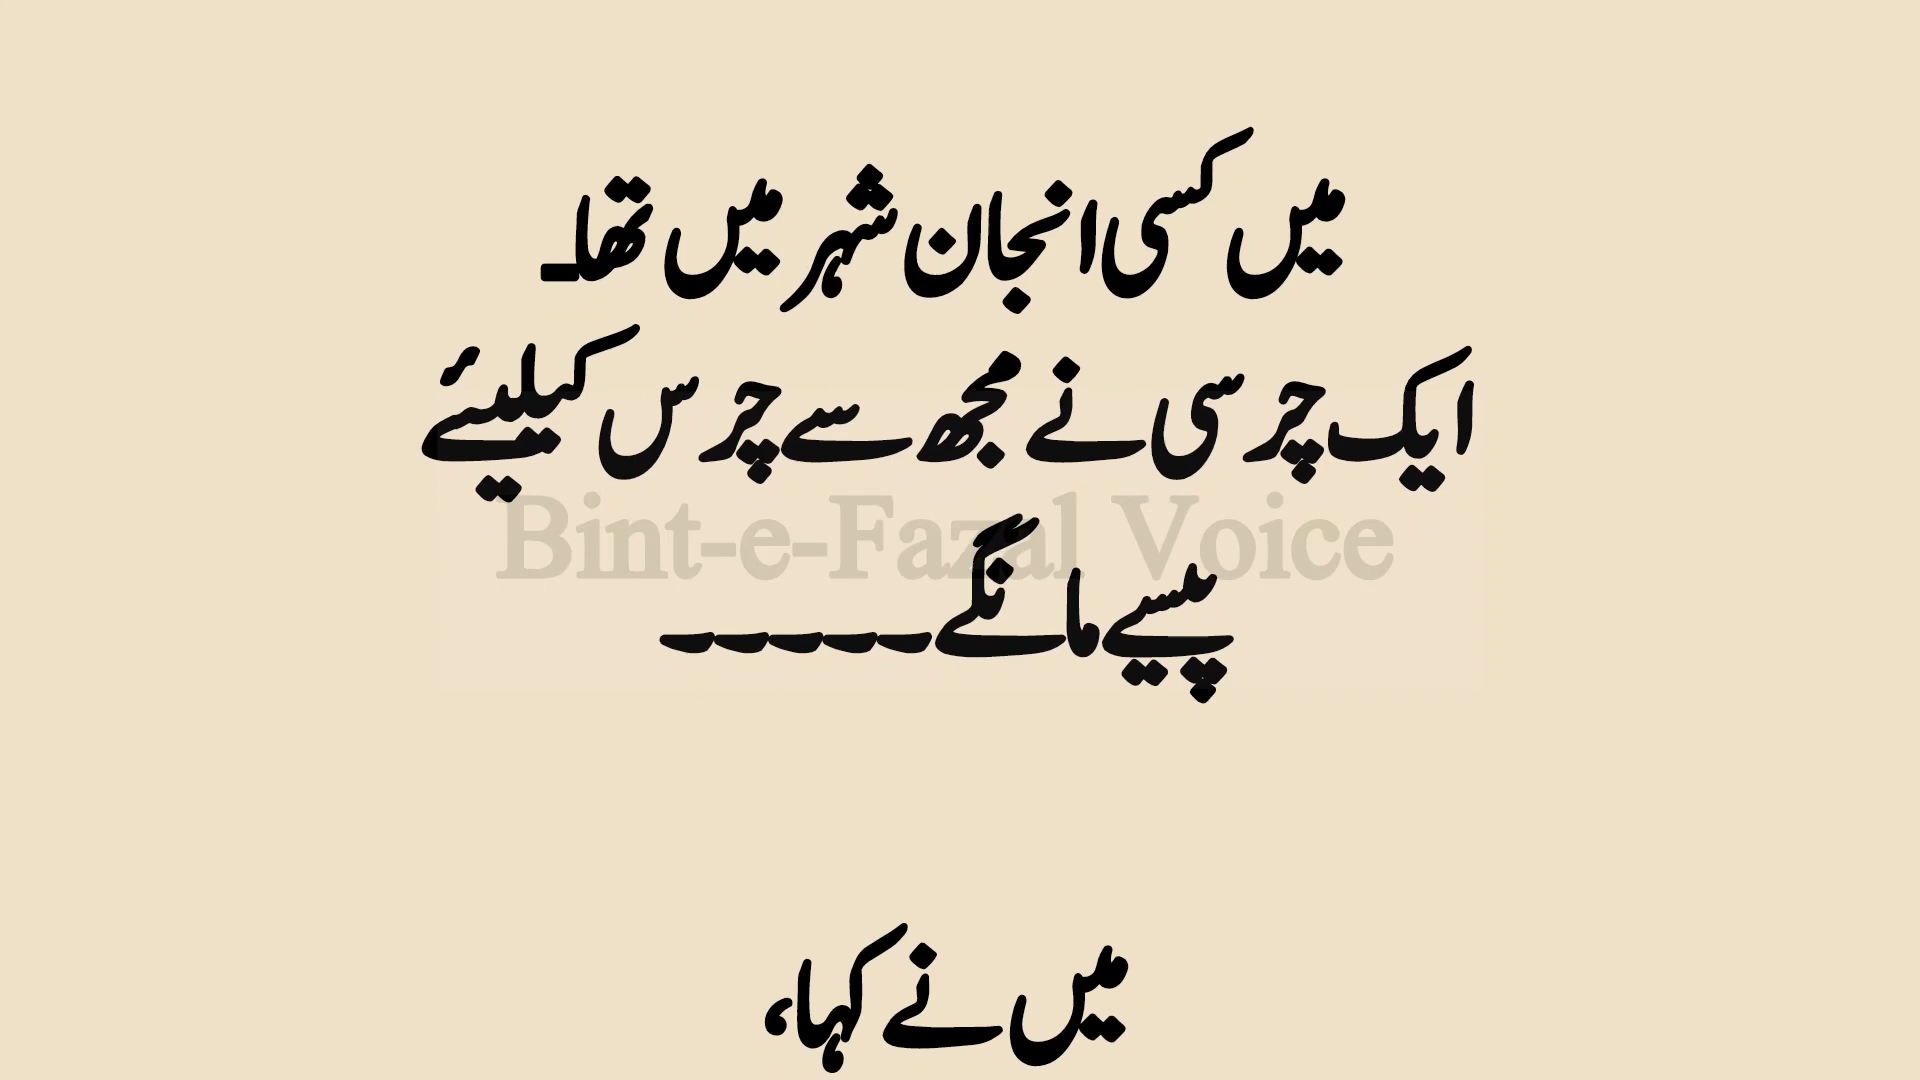 میں کسی انجان شہر میں تھا۔
ایک چرسی نے مجھ سے چرس کیلیئے
Bint-e-Fazal Voice
پیسے مانگے۔۔۔۔۔
میں نے کہا،